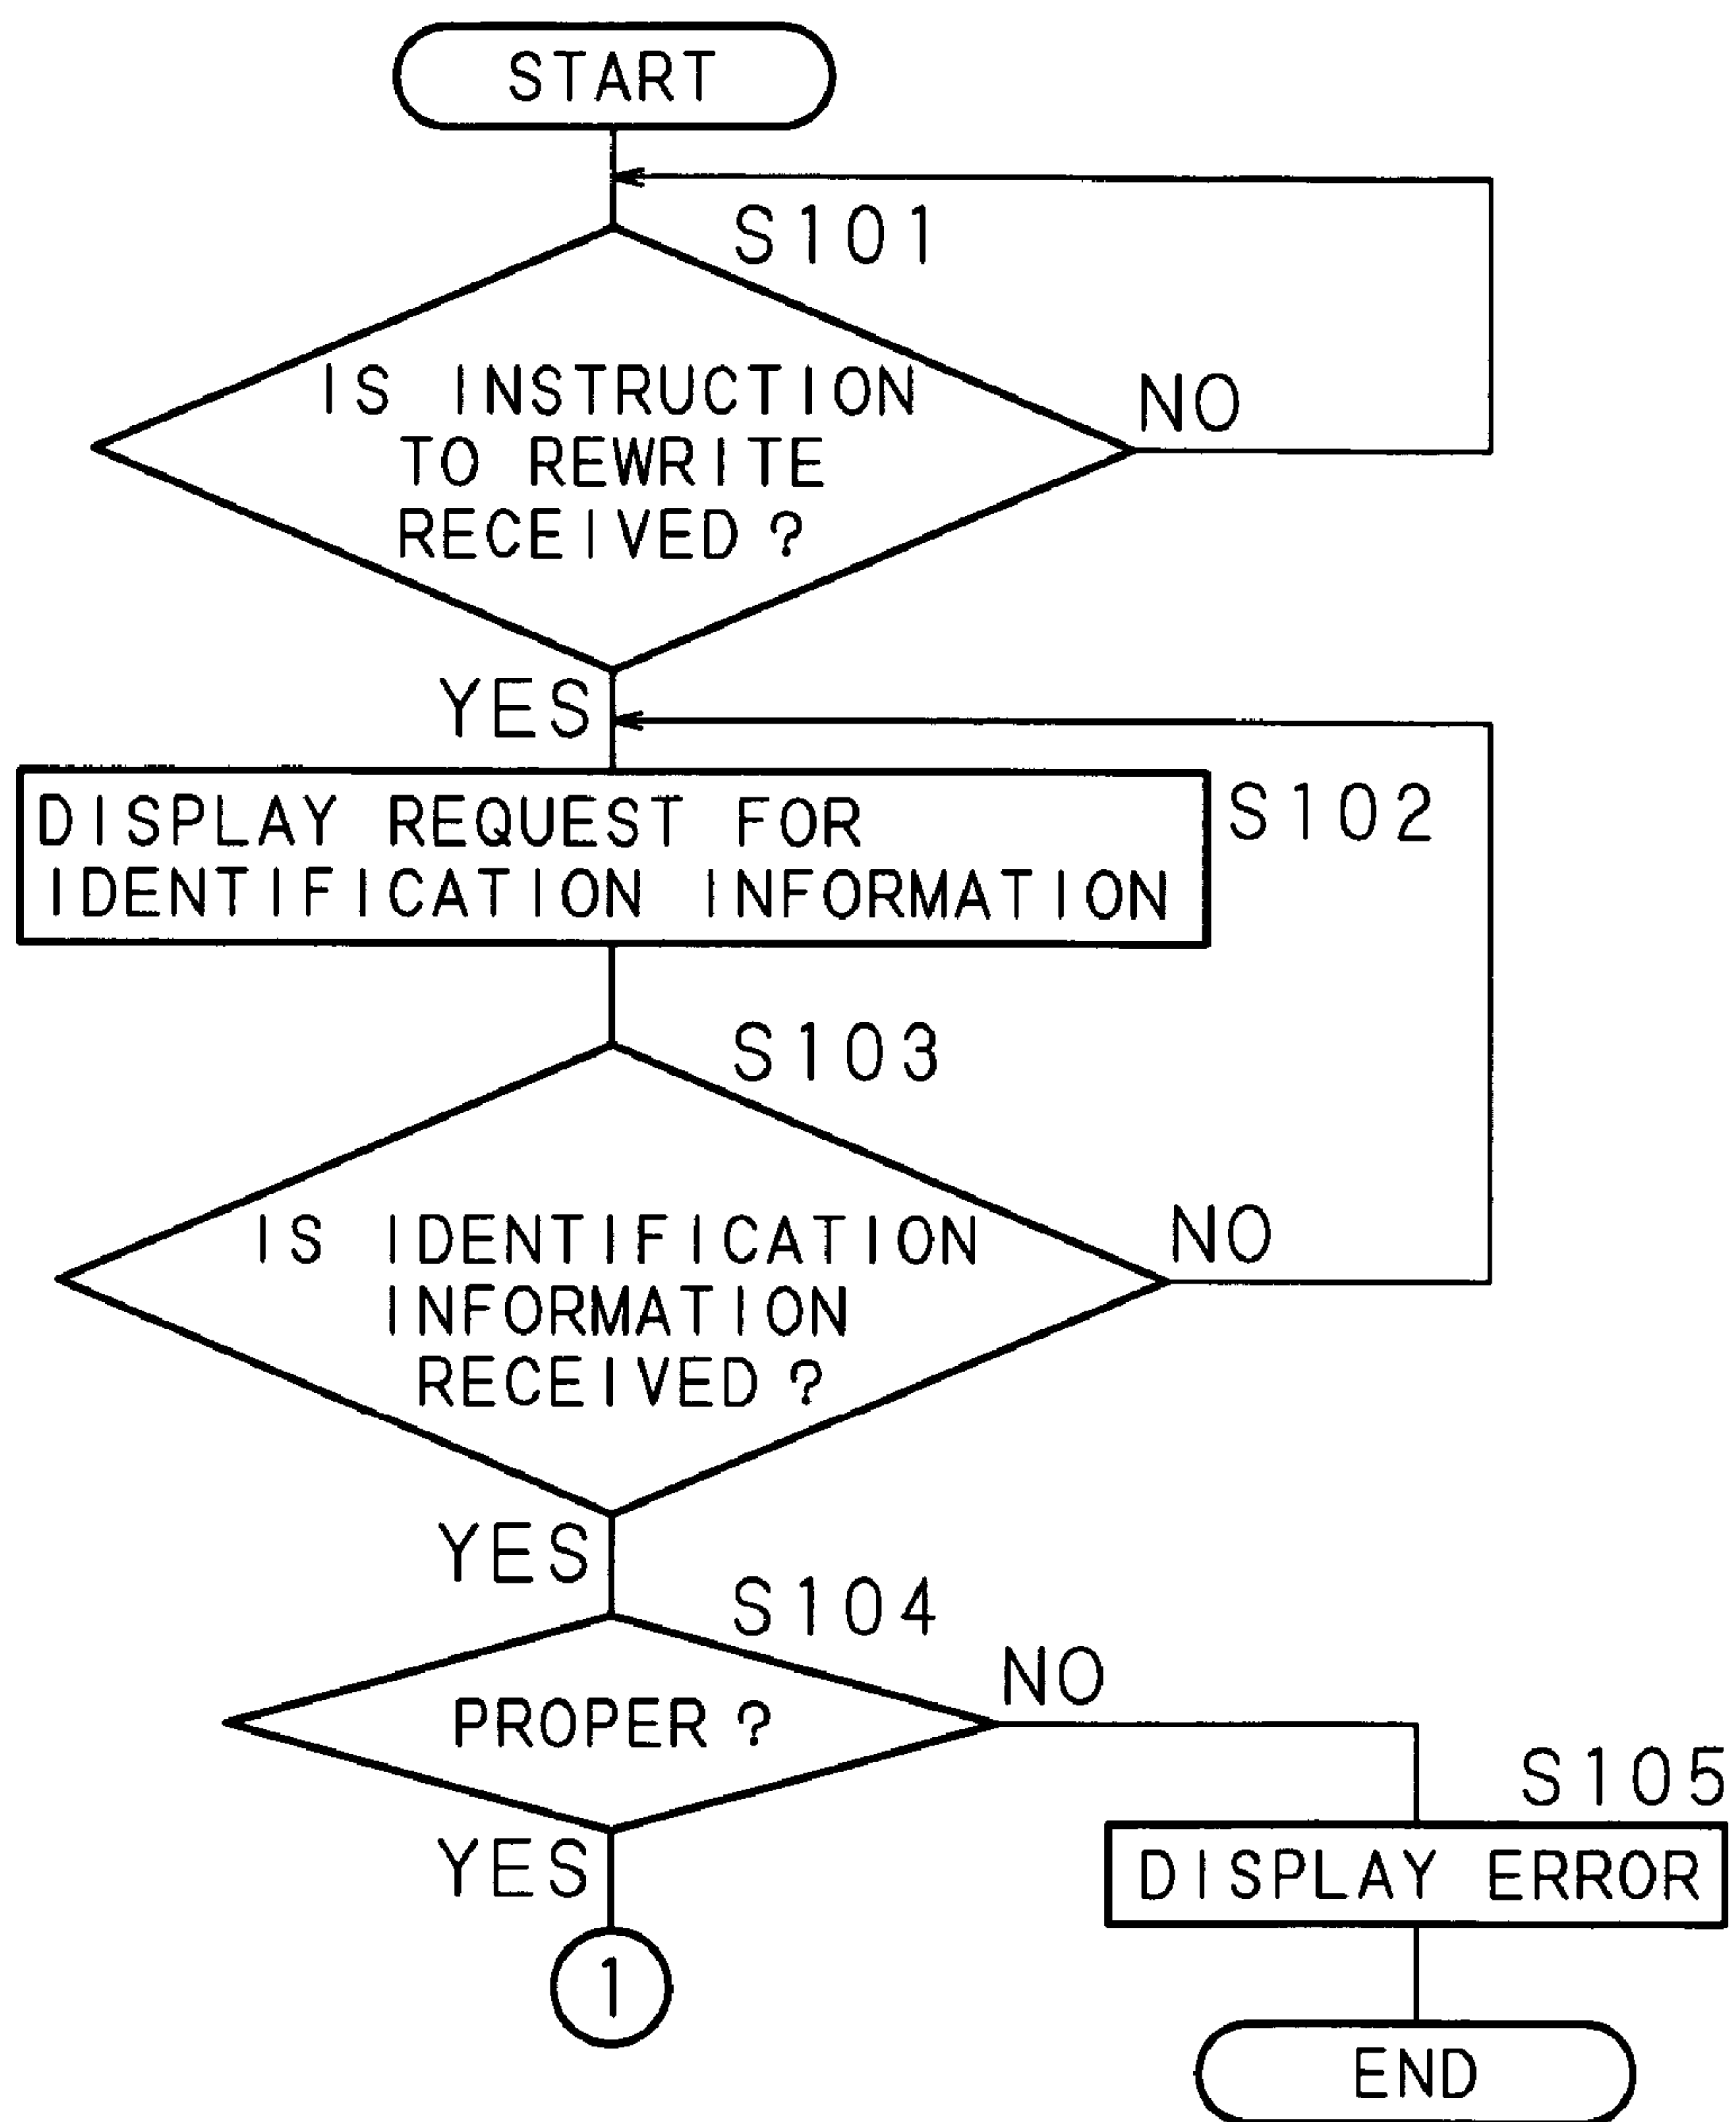 START
S101
IS INSTRUCTION
TO REWRITE
RECEIVED?
NO
YES
DISPLAY REQUEST FOR
IDENTIFICATION INFORMATION
S102
S103
IS IDENTIFICATION
INFORMATION
RECEIVED?
NO
YES
S104
PROPER?
NO
YES
S105
DISPLAY ERROR
1
END